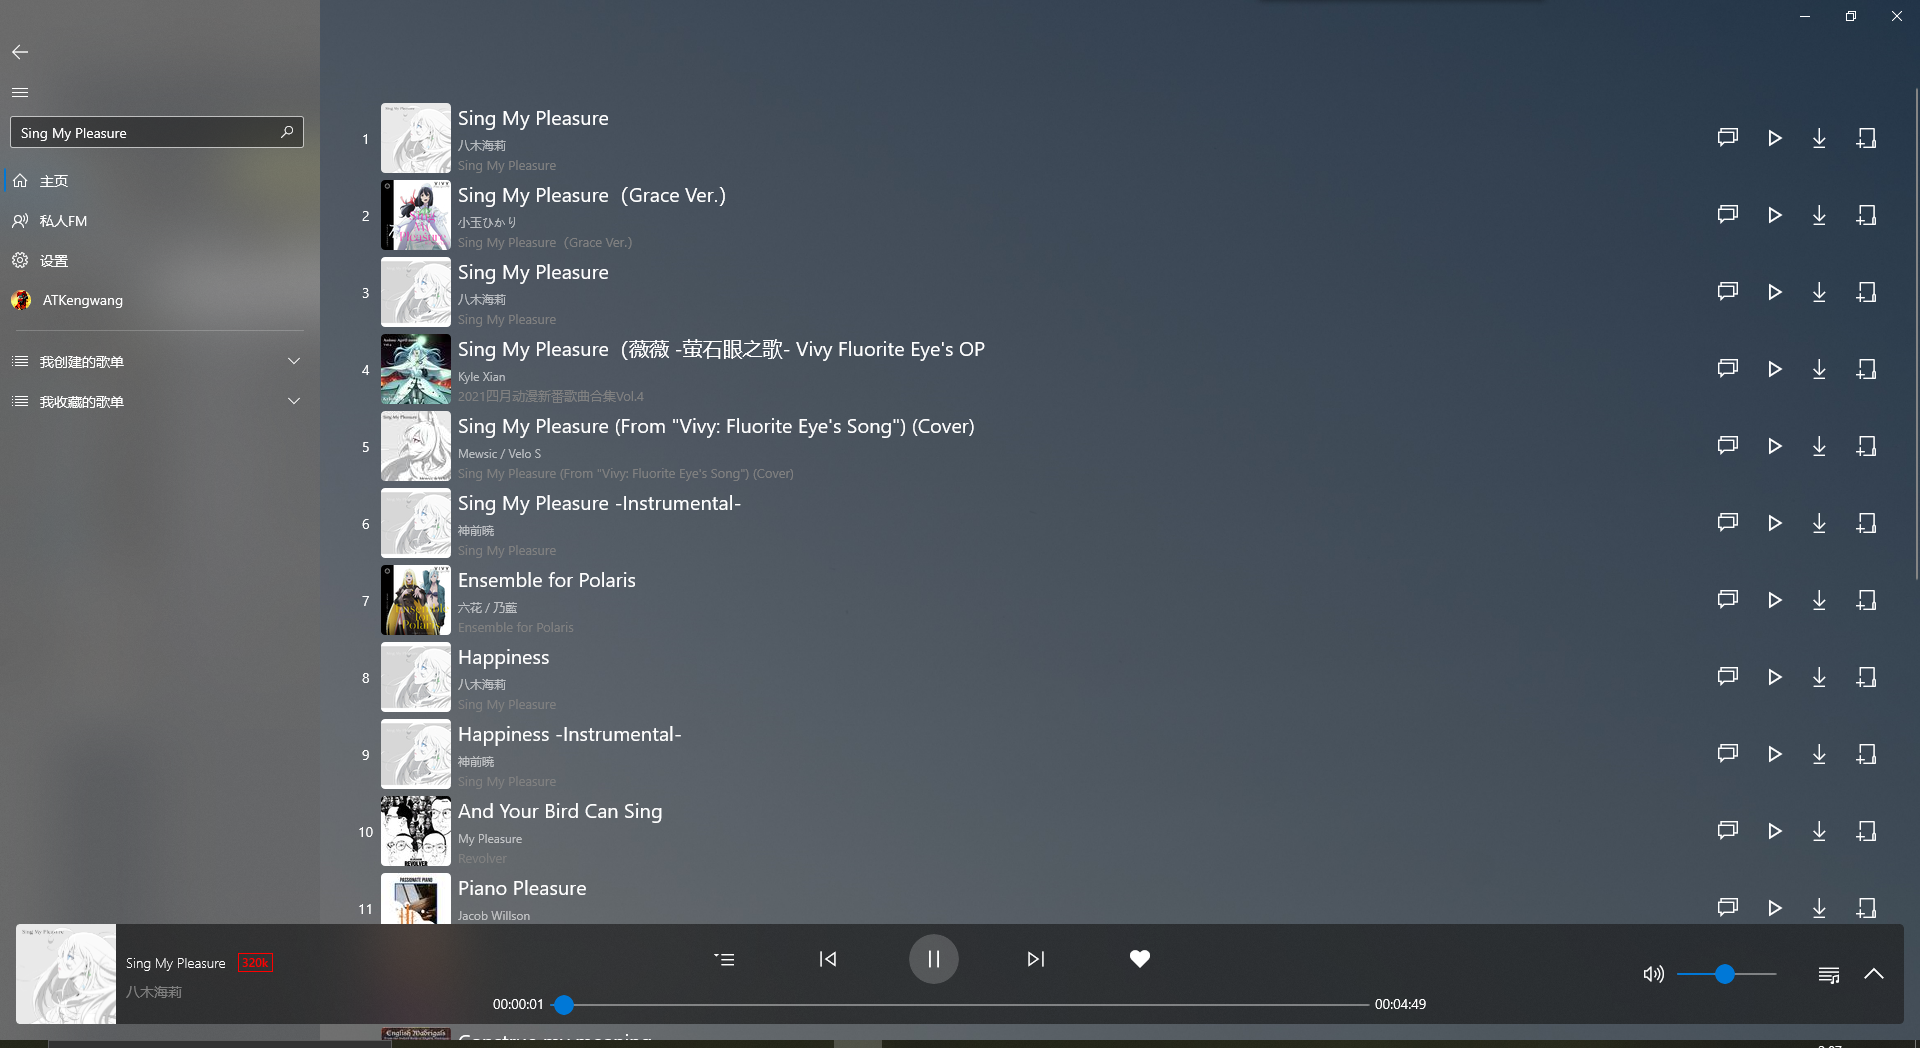 Sing My Pleasure
主页
私人FM
设置
ATKengwang
我创建的歌单
我收藏的歌单
1
Sing My Pleasure
八木海莉
Sing My Pleasure
2
Sing My Pleasure（Grace Ver.）
小玉ひかり
Sing My Pleasure（Grace Ver.）
3
Sing My Pleasure
八木海莉
Sing My Pleasure
4
Sing My Pleasure（薇薇 -萤石眼之歌- Vivy Fluorite Eye's OP
Kyle Xian
2021四月动漫新番歌曲合集Vol.4
5
Sing My Pleasure (From "Vivy: Fluorite Eye's Song") (Cover)
Mewsic / Velo S
Sing My Pleasure (From "Vivy: Fluorite Eye's Song") (Cover)
6
Sing My Pleasure -Instrumental-
神前暁
Sing My Pleasure
7
Ensemble for Polaris
六花 / 乃藍
Ensemble for Polaris
8
Happiness
八木海莉
Sing My Pleasure
9
Happiness -Instrumental-
神前暁
Sing My Pleasure
10
And Your Bird Can Sing
My Pleasure
Revolver
11
Piano Pleasure
Jacob Willson
Sing My Pleasure
320k
八木海莉
00:00:01
00:04:49